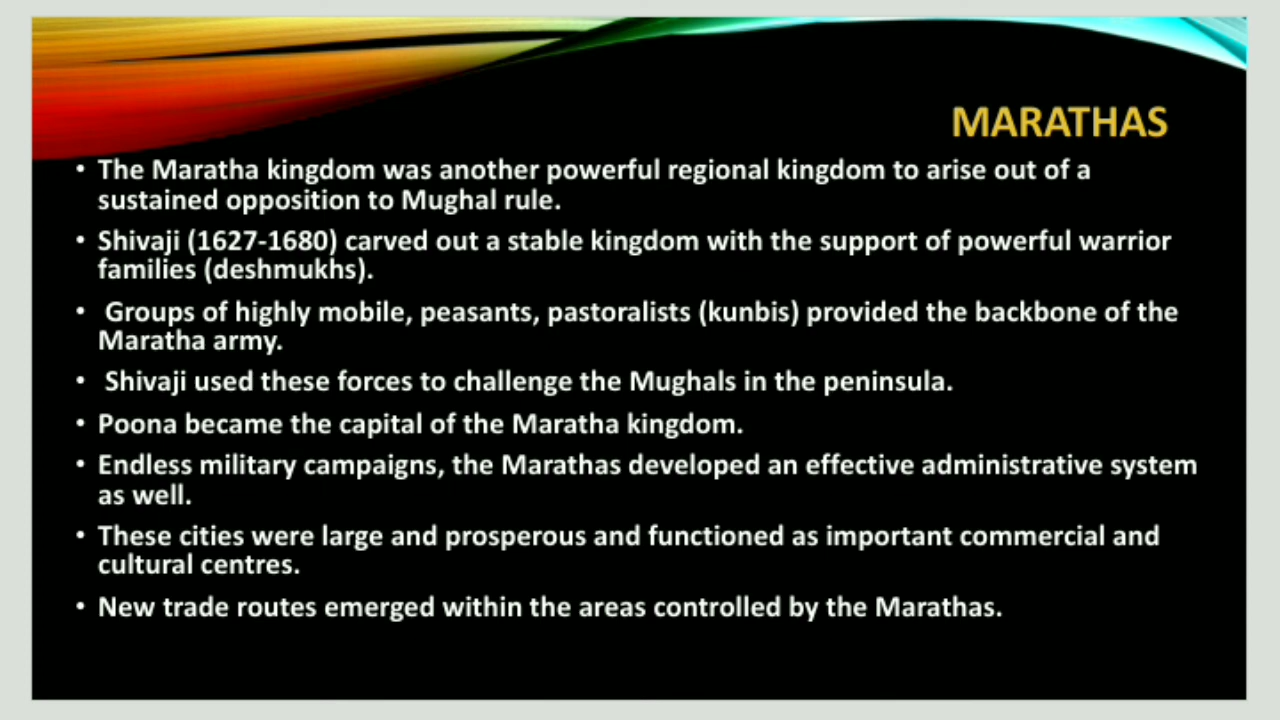 MARATHAS
• The Maratha kingdom was another powerful regional kingdom to arise out of a
sustained opposition to Mughal rule.
• Shivaji (1627-1680) carved out a stable kingdom with the support of powerful warrior
families (deshmukhs).
• Groups of highly mobile, peasants, pastoralists (kunbis) provided the backbone of the
Maratha army.
• Shivaji used these forces to challenge the Mughals in the peninsula.
• Poona became the capital of the Maratha kingdom.
• Endless military campaigns, the Marathas developed an effective administrative system
as well.
• These cities were large and prosperous and functioned as important commercial and
cultural centres.
• New trade routes emerged within the areas controlled by the Marathas.